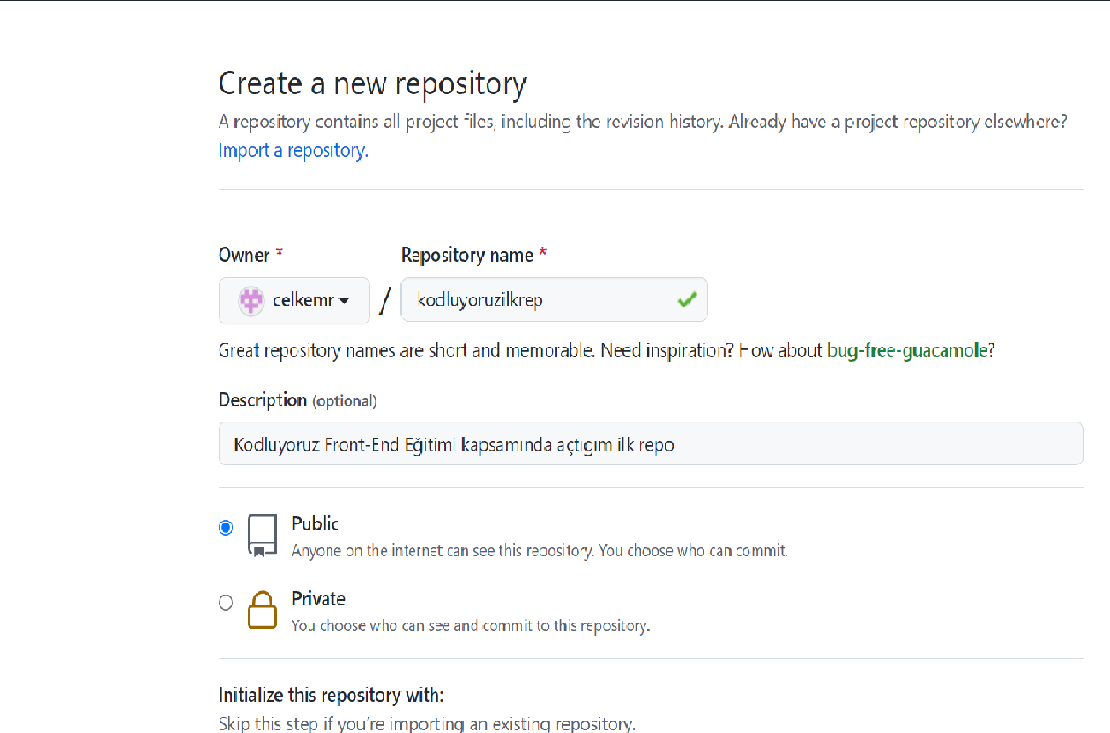 Create a new repository
A repository contains all project files, including the revision history. Already have a project repository elsewhere?
Import a repository.
Owner * Repository name *
celkemr / kodluyoruzilkrep
Great repository names are short and memorable. Need inspiration? How about bug-free-guacamole?
Description (optional)
Kodluyoruz Front-End Eğitimi kapsamında açtıgım ilk repo
Public
Anyone on the internet can see this repository. You choose who can commit.
Private
You choose who can see and commit to this repository.
Initialize this repository with:
Skip this step if you're importing an existing repository.